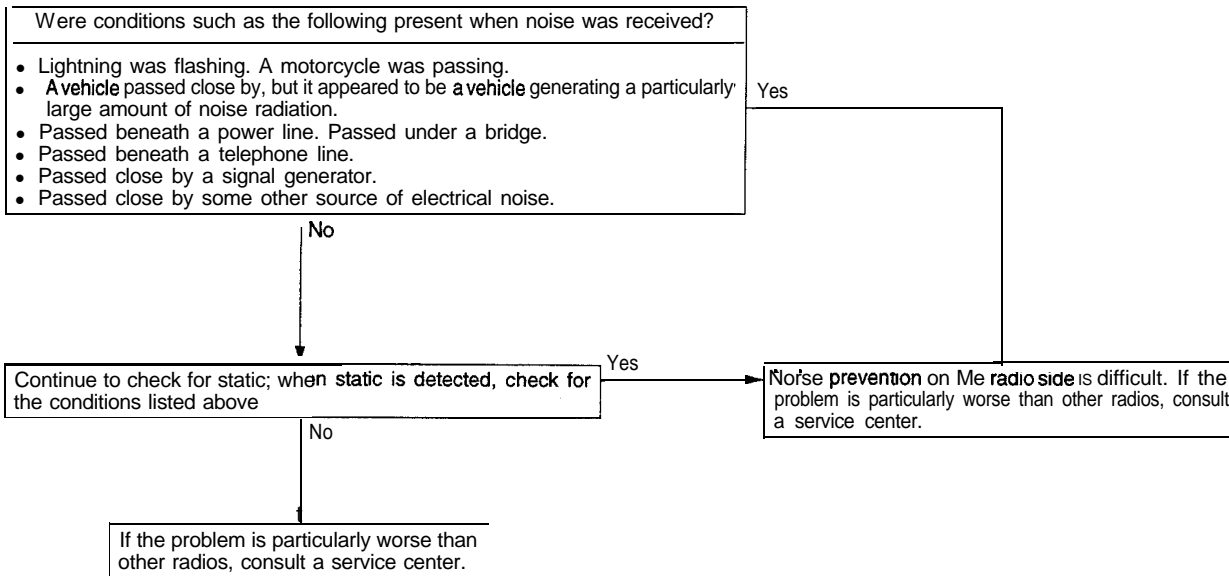 Were conditions such as the following present when noise was received?
• Lightning was flashing. A motorcycle was passing.
• A vehicle passed close by, but it appeared to be a vehicle generating a particularly
large amount of noise radiation.
• Passed beneath a power line. Passed under a bridge.
• Passed beneath a telephone line.
• Passed close by a signal generator.
• Passed close by some other source of electrical noise.
Yes
No
Continue to check for static; when static is detected, check for
the conditions listed above
Yes
No
Norse prevention on Me radio side is difficult. If the
problem is particularly worse than other radios, consult
a service center.
If the problem is particularly worse than
other radios, consult a service center.